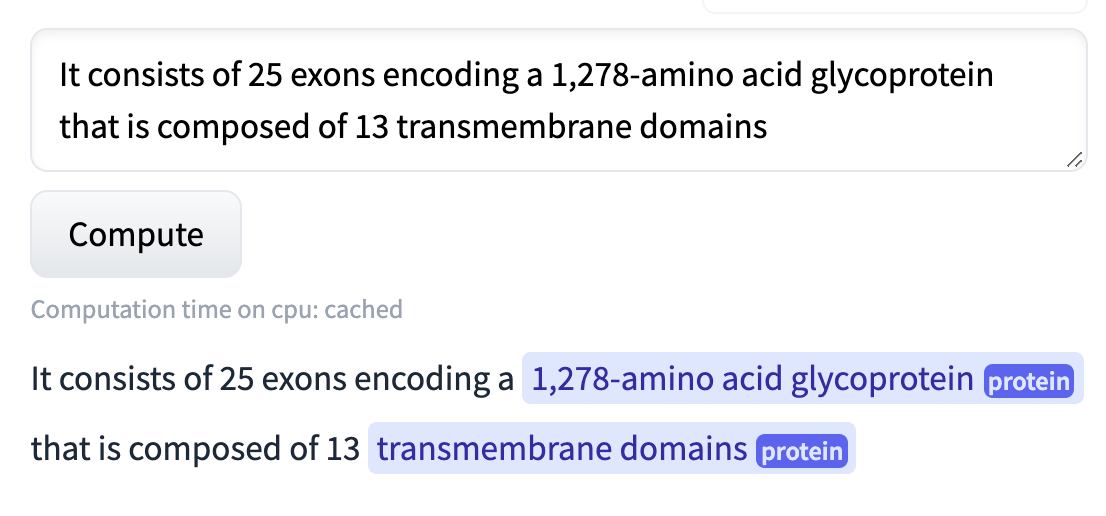 It consists of 25 exons encoding a 1,278-amino acid glycoprotein
that is composed of 13 transmembrane domains
Compute
Computation time on cpu: cached
It consists of 25 exons encoding a 1,278-amino acid glycoprotein protein
that is composed of 13 transmembrane domains protein